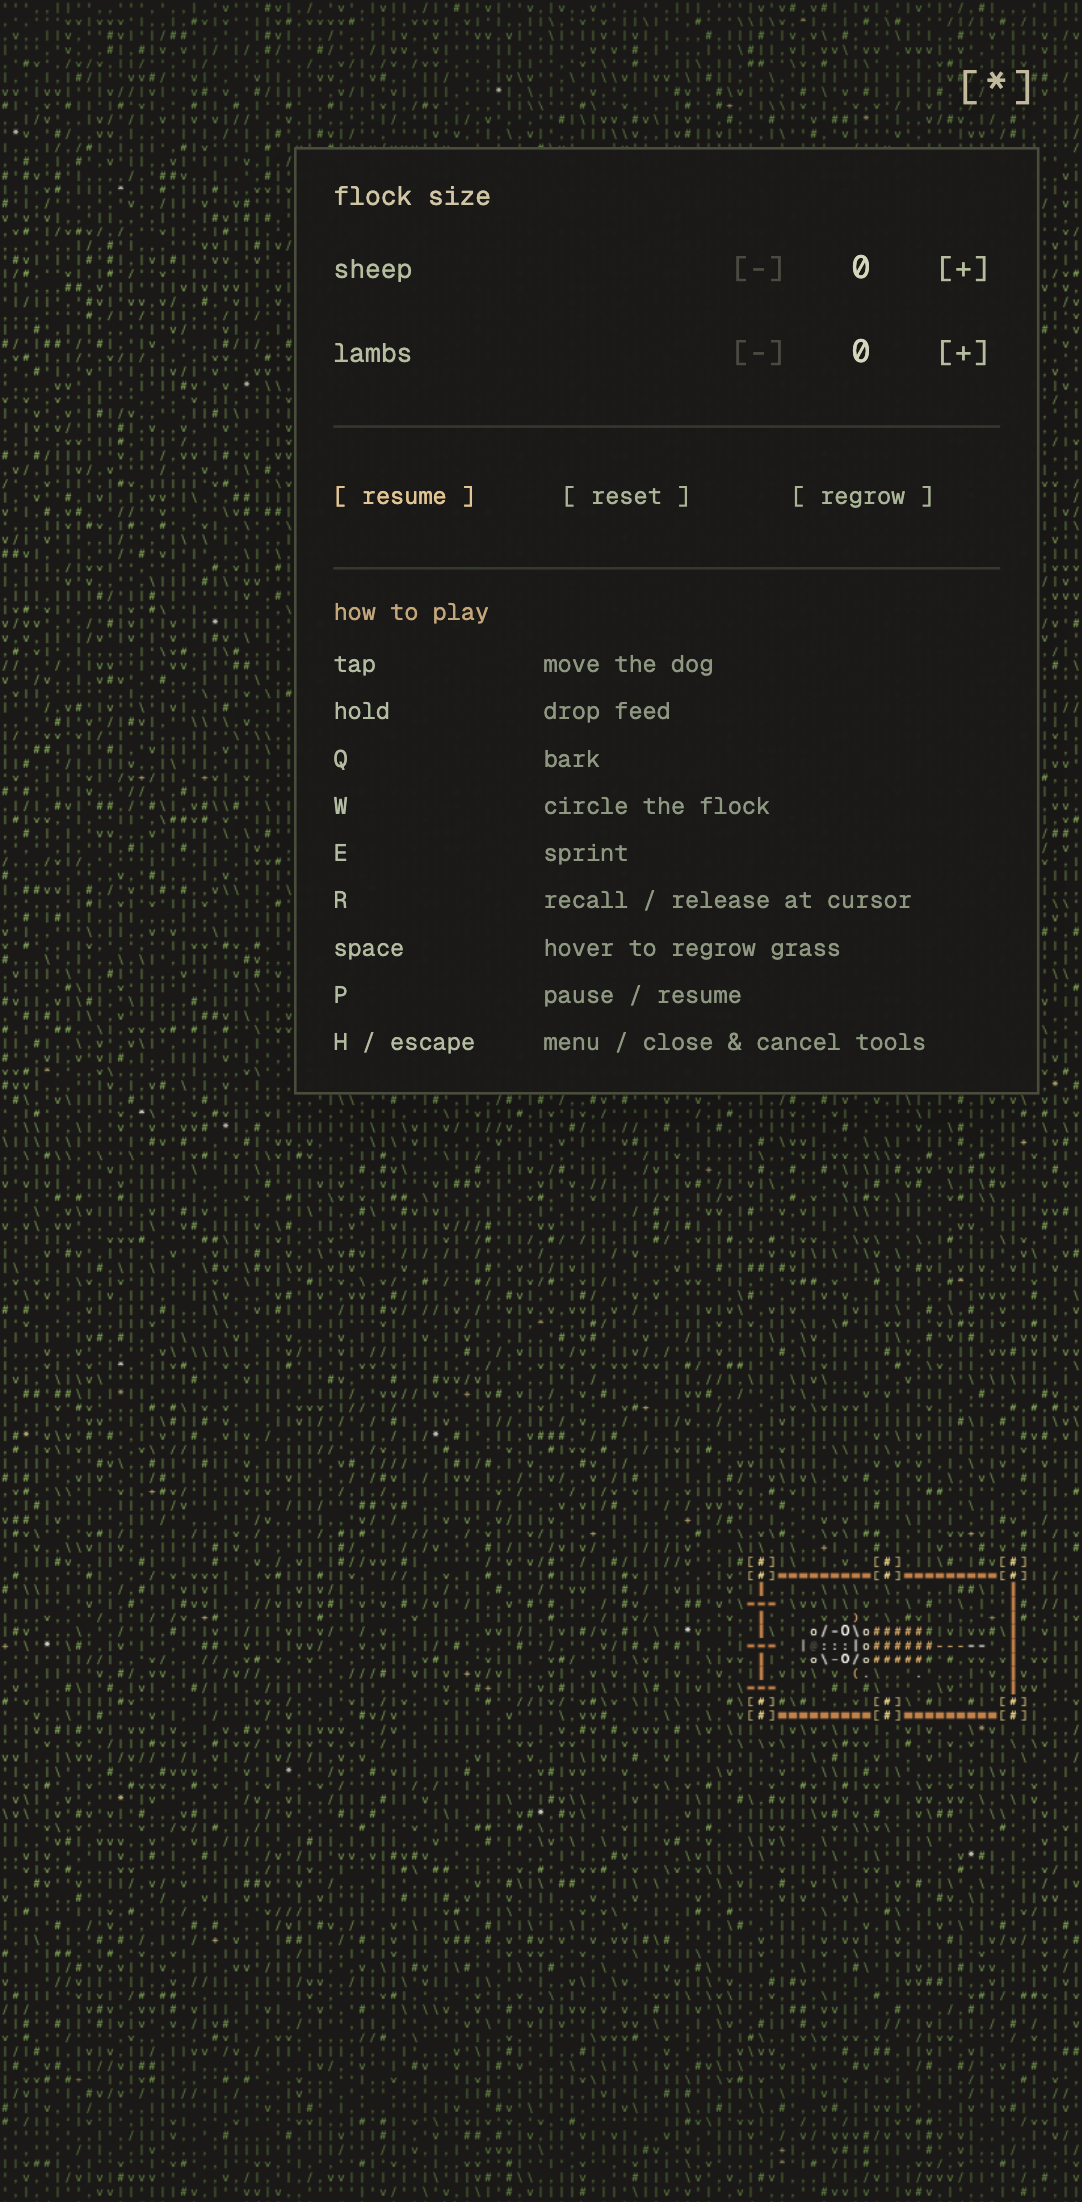 [*]
flock size
sheep [-] 0 [+]
lambs [-] 0 [+]
[ resume ] [ reset ] [ regrow ]
how to play
tap move the dog
hold drop feed
Q bark
W circle the flock
E sprint
R recall / release at cursor
space hover to regrow grass
P pause / resume
H / escape menu / close & cancel tools